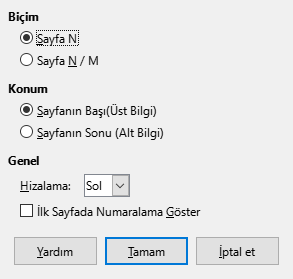 Biçim
Sayfa N
Sayfa N / M
Konum
Sayfanın Başı(Üst Bilgi)
Sayfanın Sonu (Alt Bilgi)
Genel
Hizalama: Sol
İlk Sayfada Numaralama Göster
Yardım Tamam İptal et